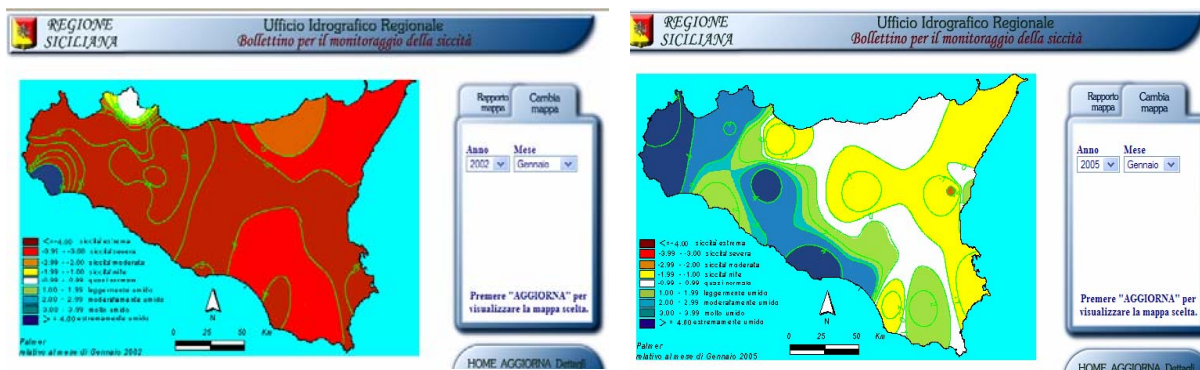 REGIONE
SICILIANA
Ufficio Idrografico Regionale
Bollettino per il monitoraggio della siccità
Rapporto mappa
Cambia mappa
Anno
Mese
2002
Gennaio
<=-4.00 siccita' estrema
-3.99 - -3.00 siccita' severa
-2.99 - -2.00 siccita' moderata
-1.99 - -1.00 siccita' mite
-0.99 - 0.99 quasi normale
1.00 - 1.99 leggermente umido
2.00 - 2.99 moderatamente umido
3.00 - 3.99 molto umido
> = 4.00 estremamente umido
N
0 25 50 Km
Palmer
relativo al mese di Gennaio 2002
Premere "AGGIORNA" per
visualizzare la mappa scelta.
HOME AGGIORNA Dettagli
REGIONE
SICILIANA
Ufficio Idrografico Regionale
Bollettino per il monitoraggio della siccità
Rapporto mappa
Cambia mappa
Anno
Mese
2005
Gennaio
<=-4.00 siccita' estrema
-3.99 - -3.00 siccita' severa
-2.99 - -2.00 siccita' moderata
-1.99 - -1.00 siccita' mite
-0.99 - 0.99 quasi normale
1.00 - 1.99 leggermente umido
2.00 - 2.99 moderatamente umido
3.00 - 3.99 molto umido
> = 4.00 estremamente umido
N
0 25 50 Km
Palmer
relativo al mese di Gennaio 2005
Premere "AGGIORNA" per
visualizzare la mappa scelta.
HOME AGGIORNA Dettagli